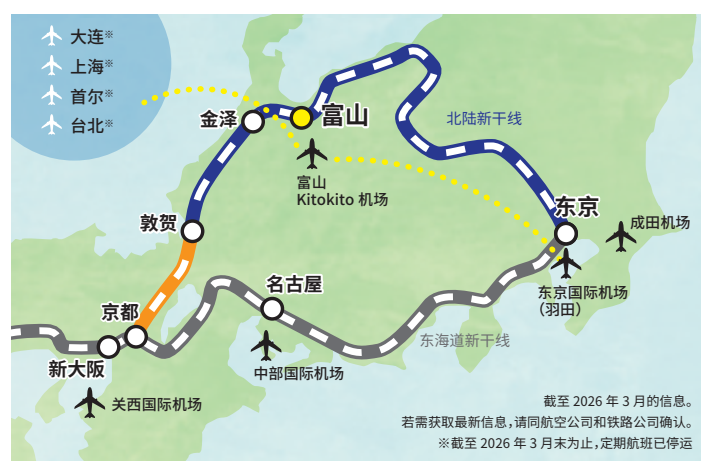 大连※
上海※
首尔※
台北※
金泽
富山
北陆新干线
富山
Kitokito 机场
东京
成田机场
敦贺
东京国际机场
（羽田）
名古屋
京都
东海道新干线
新大阪
中部国际机场
关西国际机场
截至 2026 年 3 月的信息。
若需获取最新信息，请同航空公司和铁路公司确认。
※截至 2026 年 3 月末为止，定期航班已停运